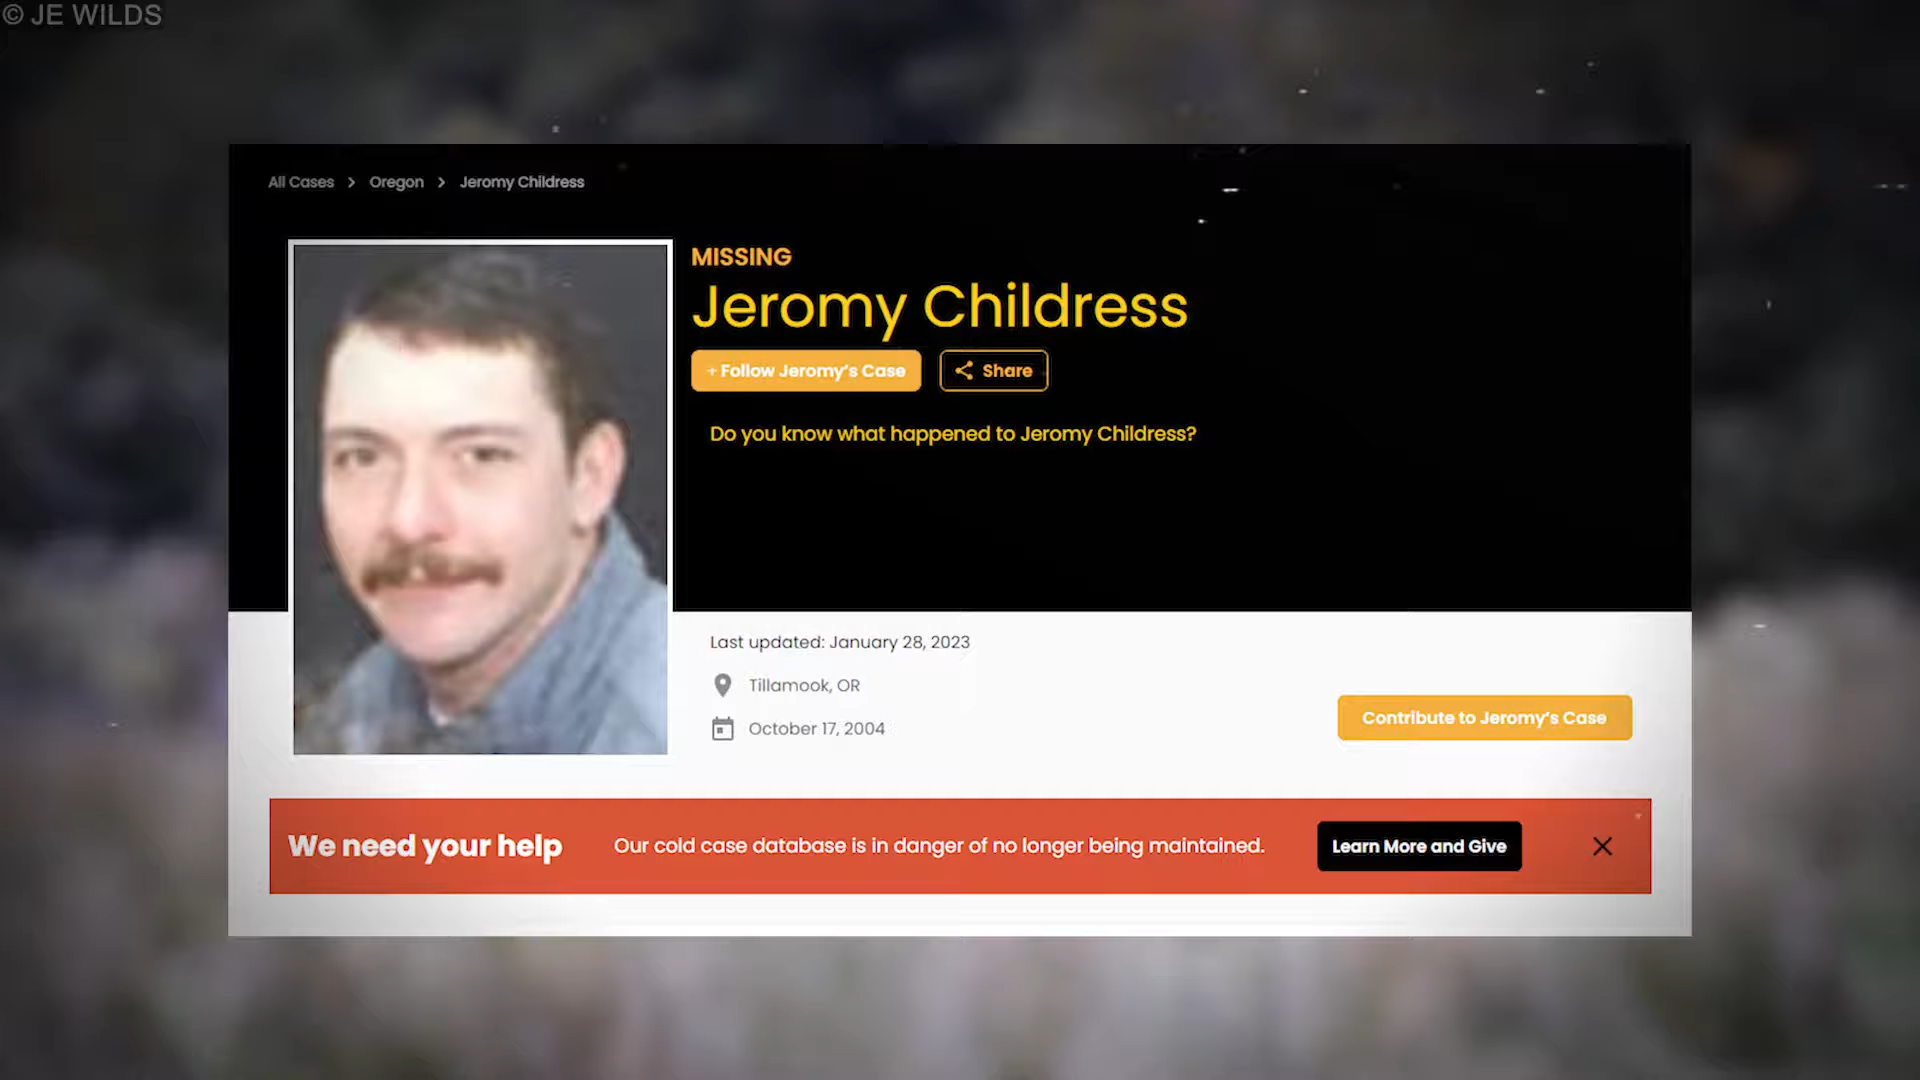 © JE WILDS
All Cases > Oregon > Jeromy Childress
MISSING
Jeromy Childress
+ Follow Jeromy’s Case
Share
Do you know what happened to Jeromy Childress?
Last updated: January 28, 2023
Tillamook, OR
October 17, 2004
Contribute to Jeromy’s Case
We need your help
Our cold case database is in danger of no longer being maintained.
Learn More and Give